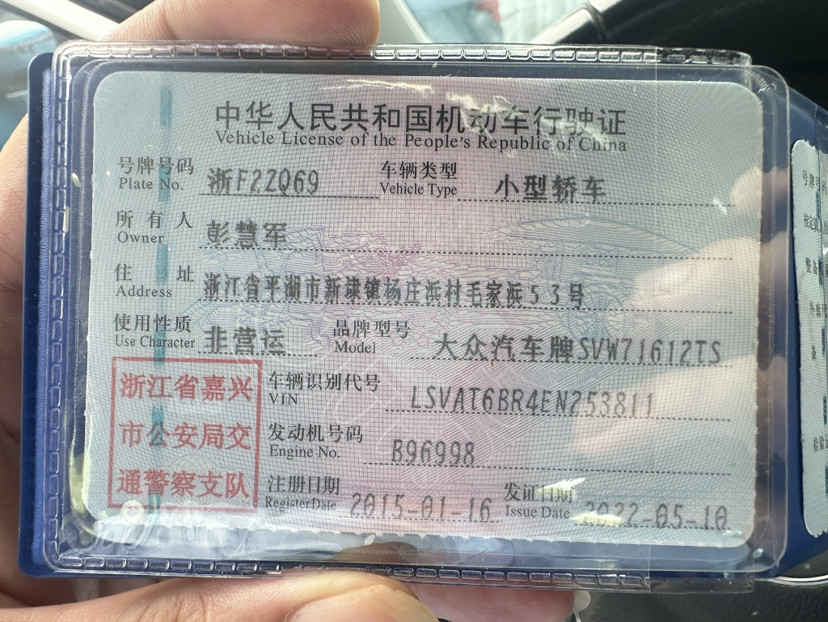 中华人民共和国机动车行驶证
Vehicle License of the People's Republic of China
号牌号码 浙F2ZQ69 车辆类型 小型轿车
Plate No. Vehicle Type
所有人 彭慧军
Owner
住址 浙江省平湖市新埭镇杨庄浜村毛家浜53号
Address
使用性质 非营运 品牌型号 大众汽车牌SVW71612TS
Use Character Model
浙江省嘉兴
市公安局交
通警察支队
车辆识别代号 LSVAT6BR4EN253811
VIN
发动机号码 B96998
Engine No.
注册日期 2015-01-16 发证日期 2022-05-10
Register Date Issue Date